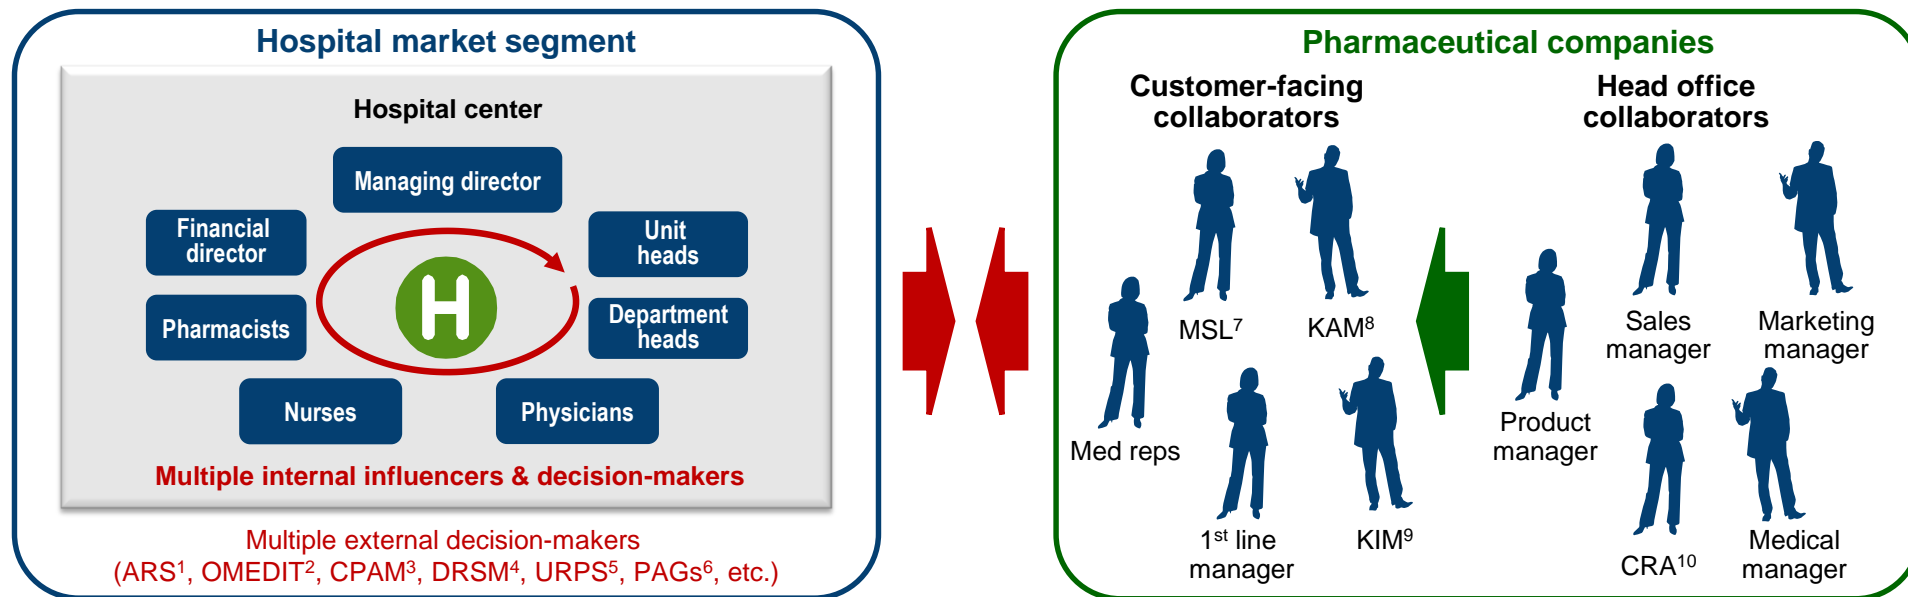 Hospital market segment
Hospital center
Managing director
Financial
director
Unit
heads
H
Pharmacists
Department
heads
Nurses
Physicians
Multiple internal influencers & decision-makers
Multiple external decision-makers
(ARS¹, OMEDIT², CPAM³, DRSM⁴, URPS⁵, PAGs⁶, etc.)
Pharmaceutical companies
Customer-facing
collaborators
MSL⁷
KAM⁸
Med reps
1st line
manager
KIM⁹
Head office
collaborators
Sales
manager
Marketing
manager
Product
manager
CRA¹⁰
Medical
manager